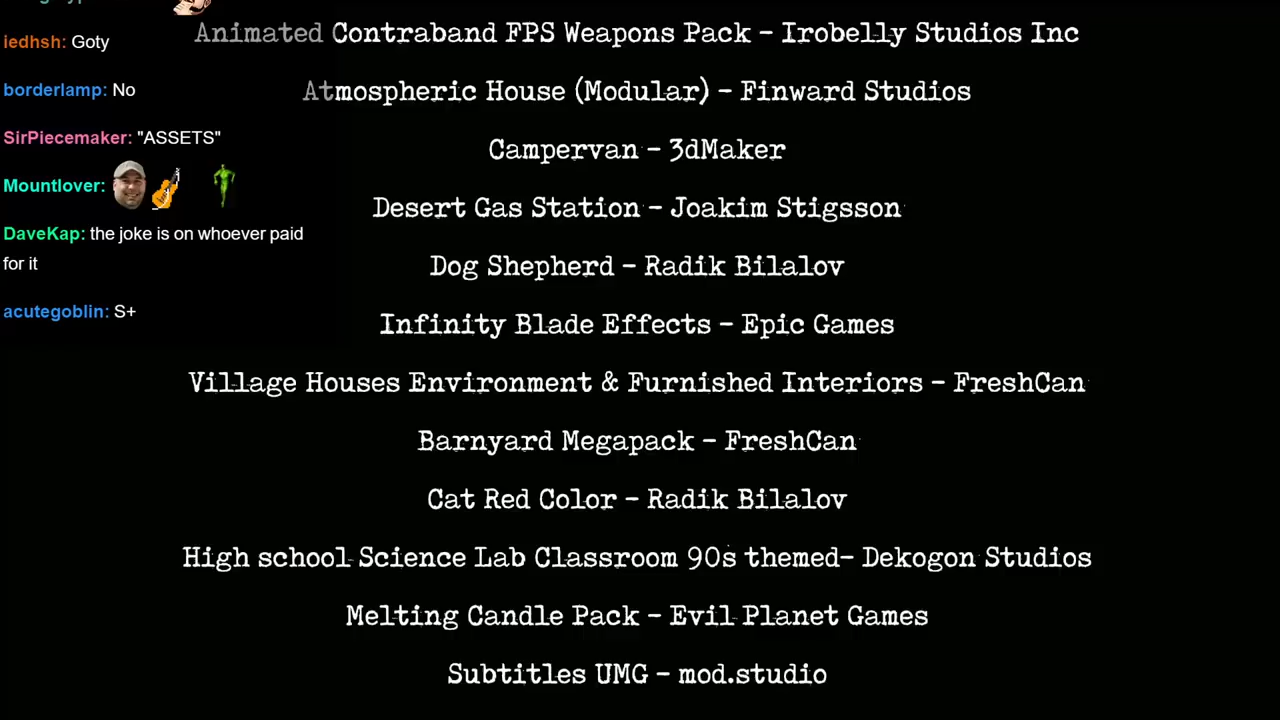 iedhsh: Goty
borderlamp: No
SirPiecemaker: "ASSETS"
Mountlover:
DaveKap: the joke is on whoever paid
for it
acutegoblin: S+
Animated Contraband FPS Weapons Pack - Irobelly Studios Inc
Atmospheric House (Modular) - Finward Studios
Campervan - 3dMaker
Desert Gas Station - Joakim Stigsson
Dog Shepherd - Radik Bilalov
Infinity Blade Effects - Epic Games
Village Houses Environment & Furnished Interiors - FreshCan
Barnyard Megapack - FreshCan
Cat Red Color - Radik Bilalov
High school Science Lab Classroom 90s themed- Dekogon Studios
Melting Candle Pack - Evil Planet Games
Subtitles UMG - mod.studio